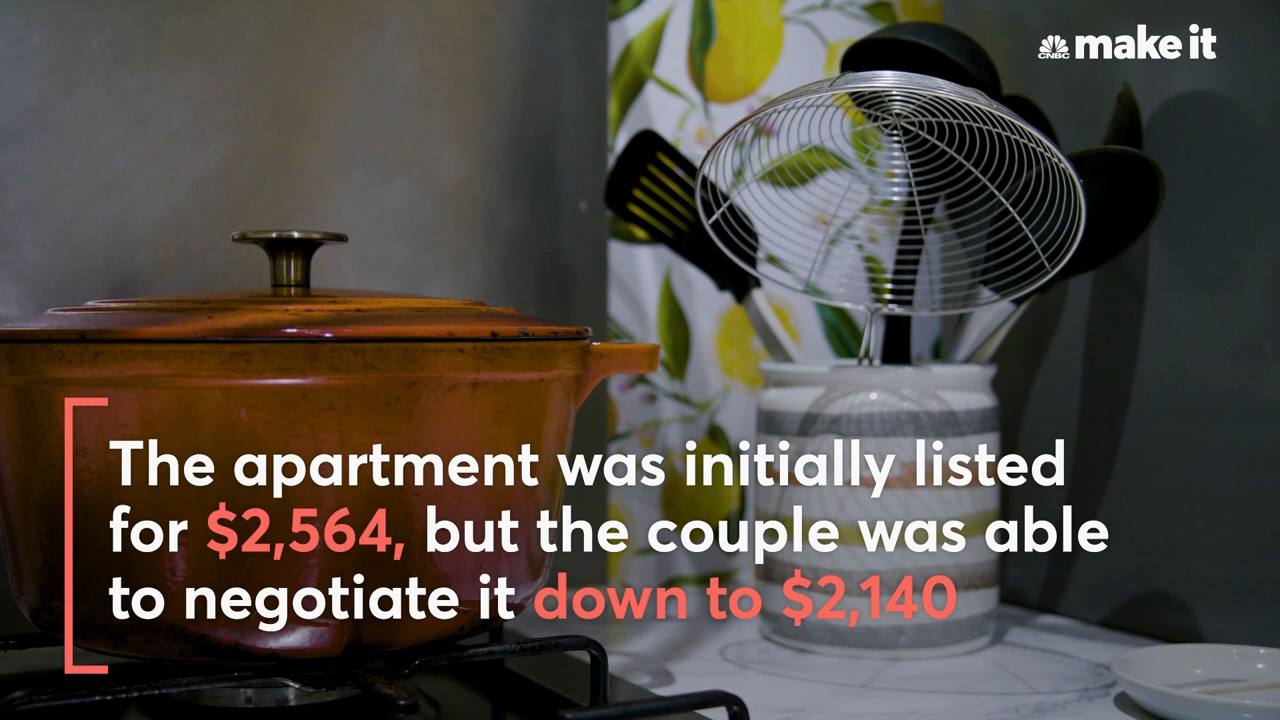 CNBC make it
The apartment was initially listed
for $2,564, but the couple was able
to negotiate it down to $2,140